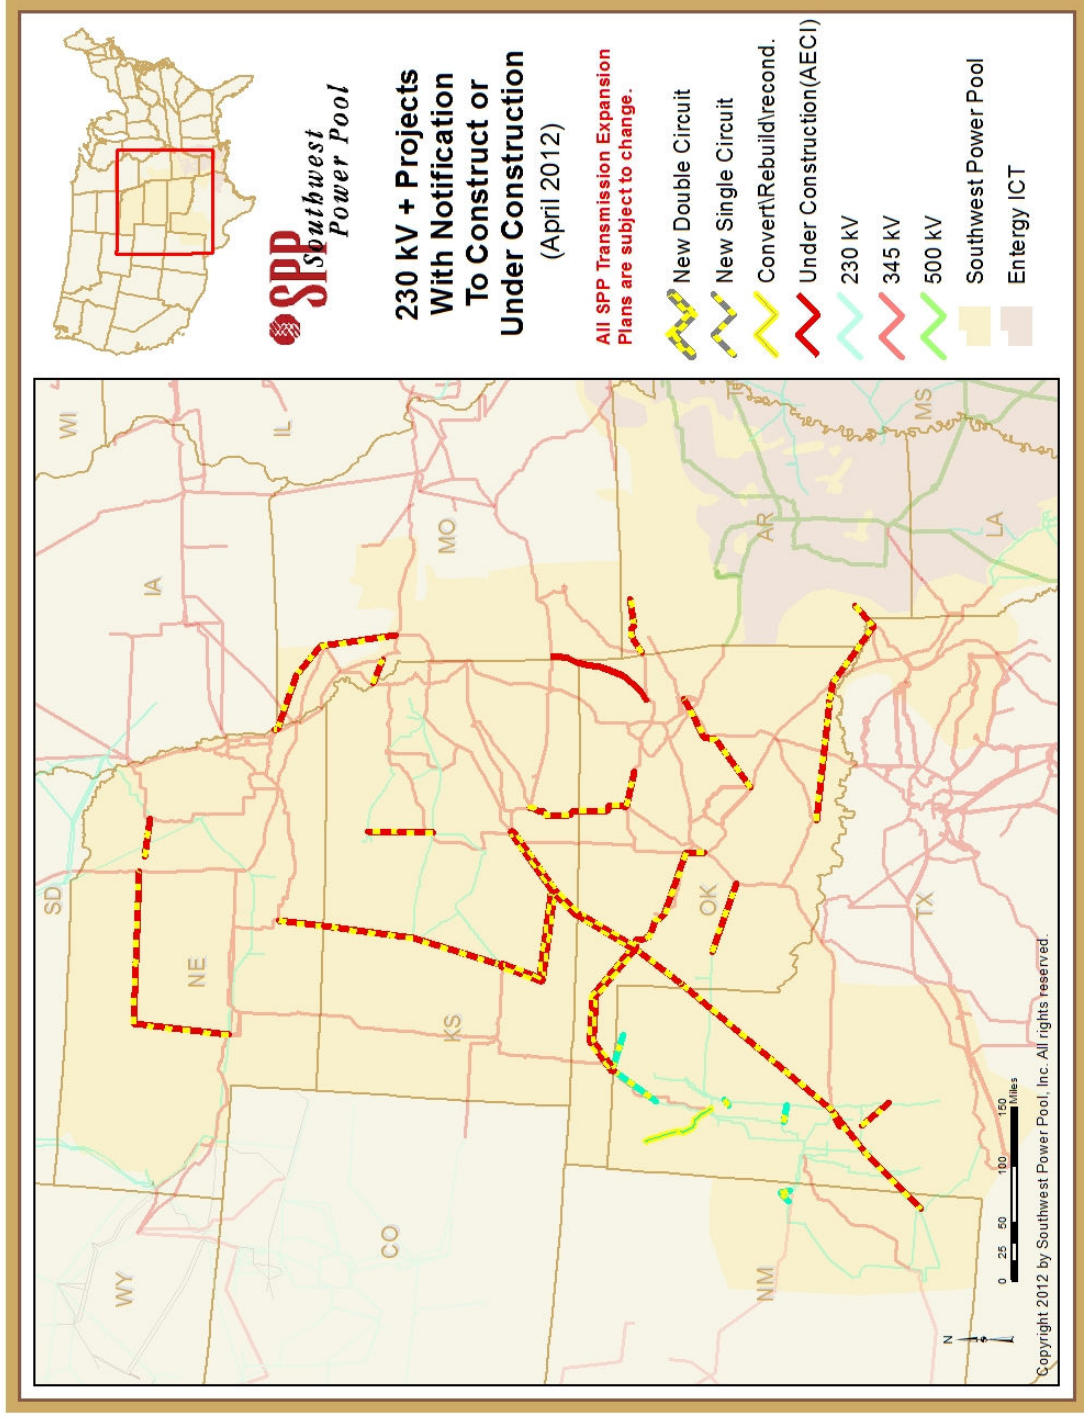 SPP
Southwest
Power Pool
230 kV + Projects
With Notification
To Construct or
Under Construction
(April 2012)
All SPP Transmission Expansion
Plans are subject to change.
New Double Circuit
New Single Circuit
Convert\Rebuild\recond.
Under Construction(AECI)
230 KV
345 KV
500 KV
Southwest Power Pool
Entergy ICT
WI
SD
IA
IL
WY
NE
MO
CO
KS
OK
AR
NM
TX
MS
LA
N
0 25 50 100 150
Miles
Copyright 2012 by Southwest Power Pool, Inc. All rights reserved.